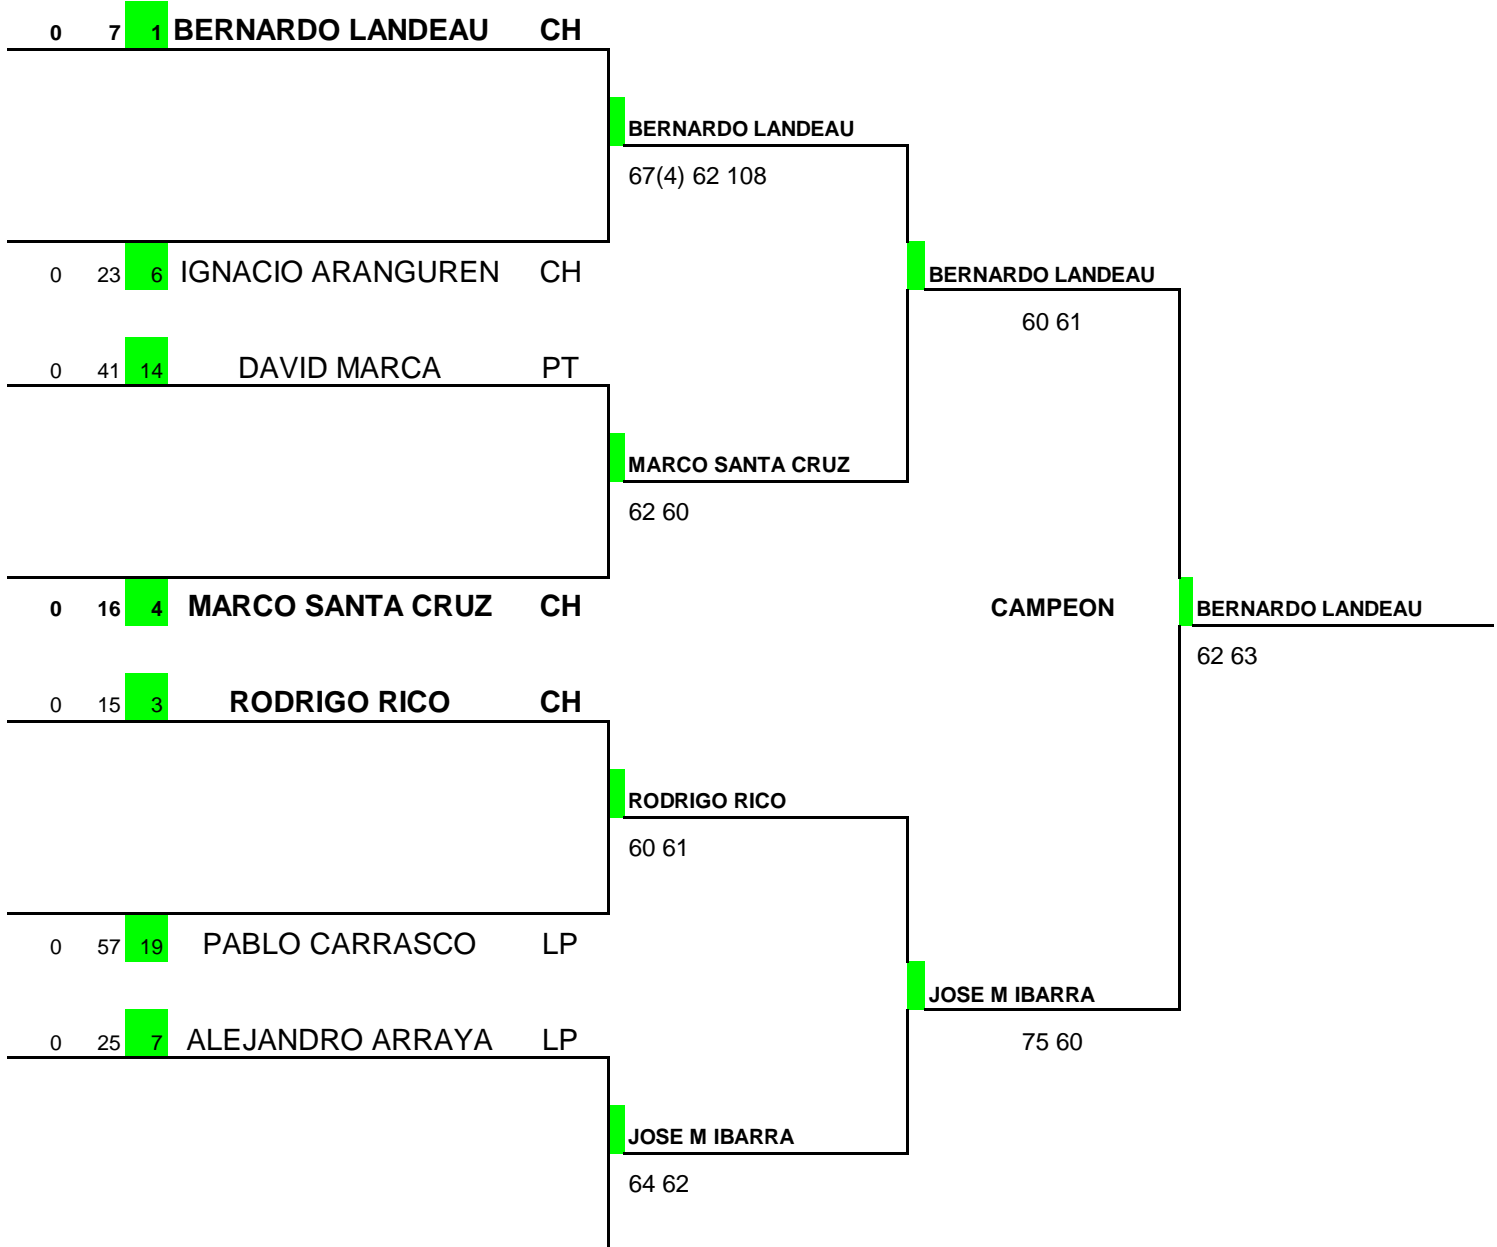 0 7 1 BERNARDO LANDEAU CH
BERNARDO LANDEAU
67(4) 62 108
0 23 6 IGNACIO ARANGUREN CH
BERNARDO LANDEAU
60 61
0 41 14 DAVID MARCA PT
MARCO SANTA CRUZ
62 60
0 16 4 MARCO SANTA CRUZ CH
CAMPEON BERNARDO LANDEAU
62 63
0 15 3 RODRIGO RICO CH
RODRIGO RICO
60 61
0 57 19 PABLO CARRASCO LP
JOSE M IBARRA
75 60
0 25 7 ALEJANDRO ARRAYA LP
JOSE M IBARRA
64 62